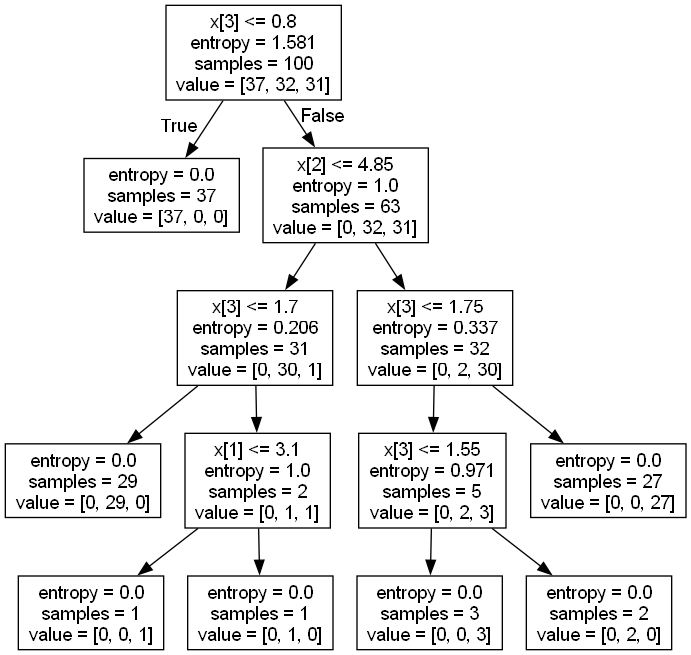 x[3] <= 0.8
entropy = 1.581
samples = 100
value = [37, 32, 31]
True
False
entropy = 0.0
samples = 37
value = [37, 0, 0]
x[2] <= 4.85
entropy = 1.0
samples = 63
value = [0, 32, 31]
x[3] <= 1.7
entropy = 0.206
samples = 31
value = [0, 30, 1]
x[3] <= 1.75
entropy = 0.337
samples = 32
value = [0, 2, 30]
entropy = 0.0
samples = 29
value = [0, 29, 0]
x[1] <= 3.1
entropy = 1.0
samples = 2
value = [0, 1, 1]
x[3] <= 1.55
entropy = 0.971
samples = 5
value = [0, 2, 3]
entropy = 0.0
samples = 27
value = [0, 0, 27]
entropy = 0.0
samples = 1
value = [0, 0, 1]
entropy = 0.0
samples = 1
value = [0, 1, 0]
entropy = 0.0
samples = 3
value = [0, 0, 3]
entropy = 0.0
samples = 2
value = [0, 2, 0]